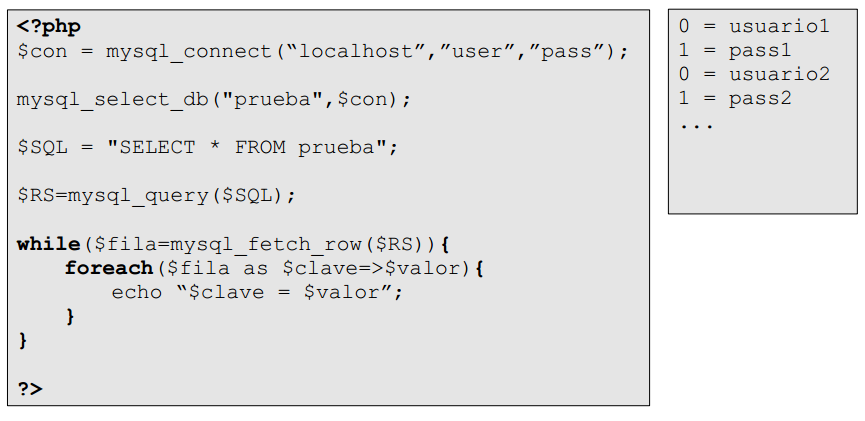 <?php
$con = mysql_connect(“localhost”,”user”,”pass”);
mysql_select_db("prueba",$con);
$SQL = "SELECT * FROM prueba";
$RS=mysql_query($SQL);
while($fila=mysql_fetch_row($RS)){
foreach($fila as $clave=>$valor){
echo “$clave = $valor”;
}
}
?>
0 = usuario1
1 = pass1
0 = usuario2
1 = pass2
...